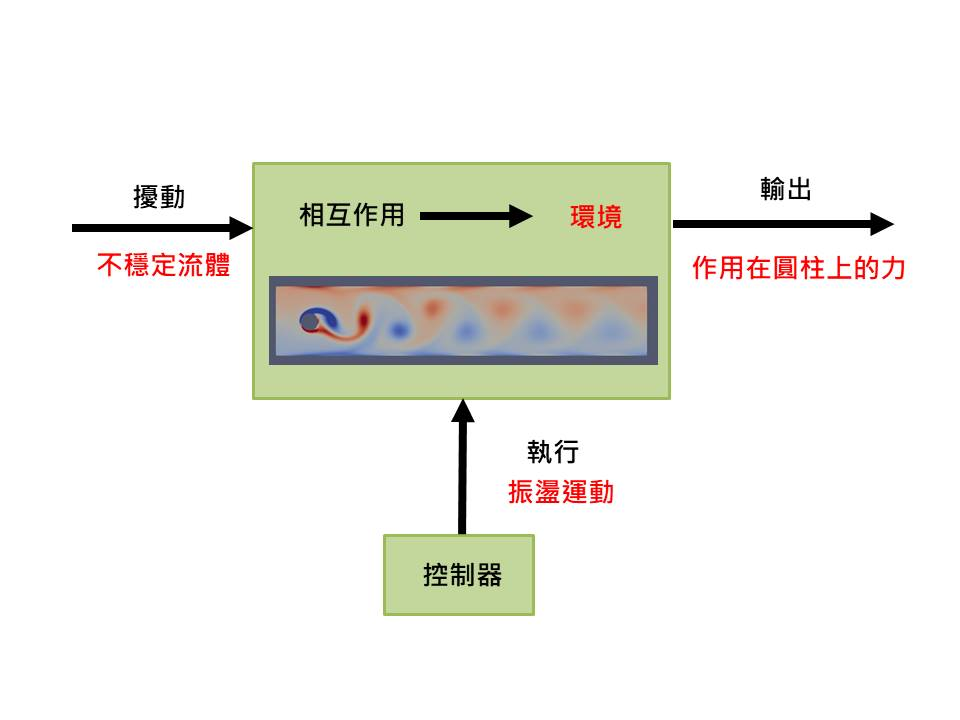 擾動
不穩定流體
相互作用
環境
輸出
作用在圓柱上的力
執行
振盪運動
控制器